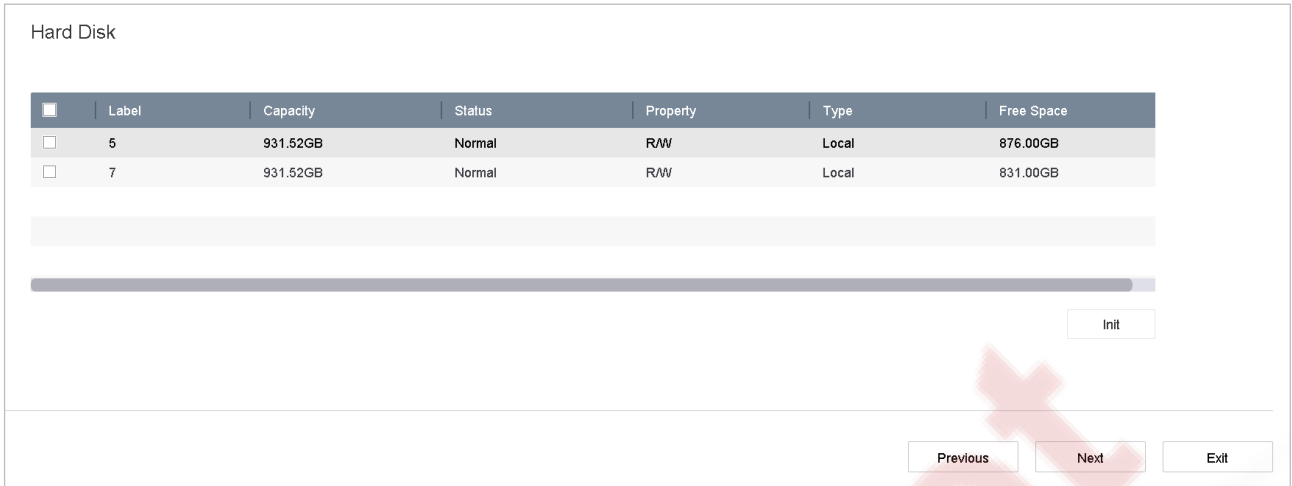 Hard Disk
Label Capacity Status Property Type Free Space
5 931.52GB Normal R/W Local 876.00GB
7 931.52GB Normal R/W Local 831.00GB
Init
Previous Next Exit